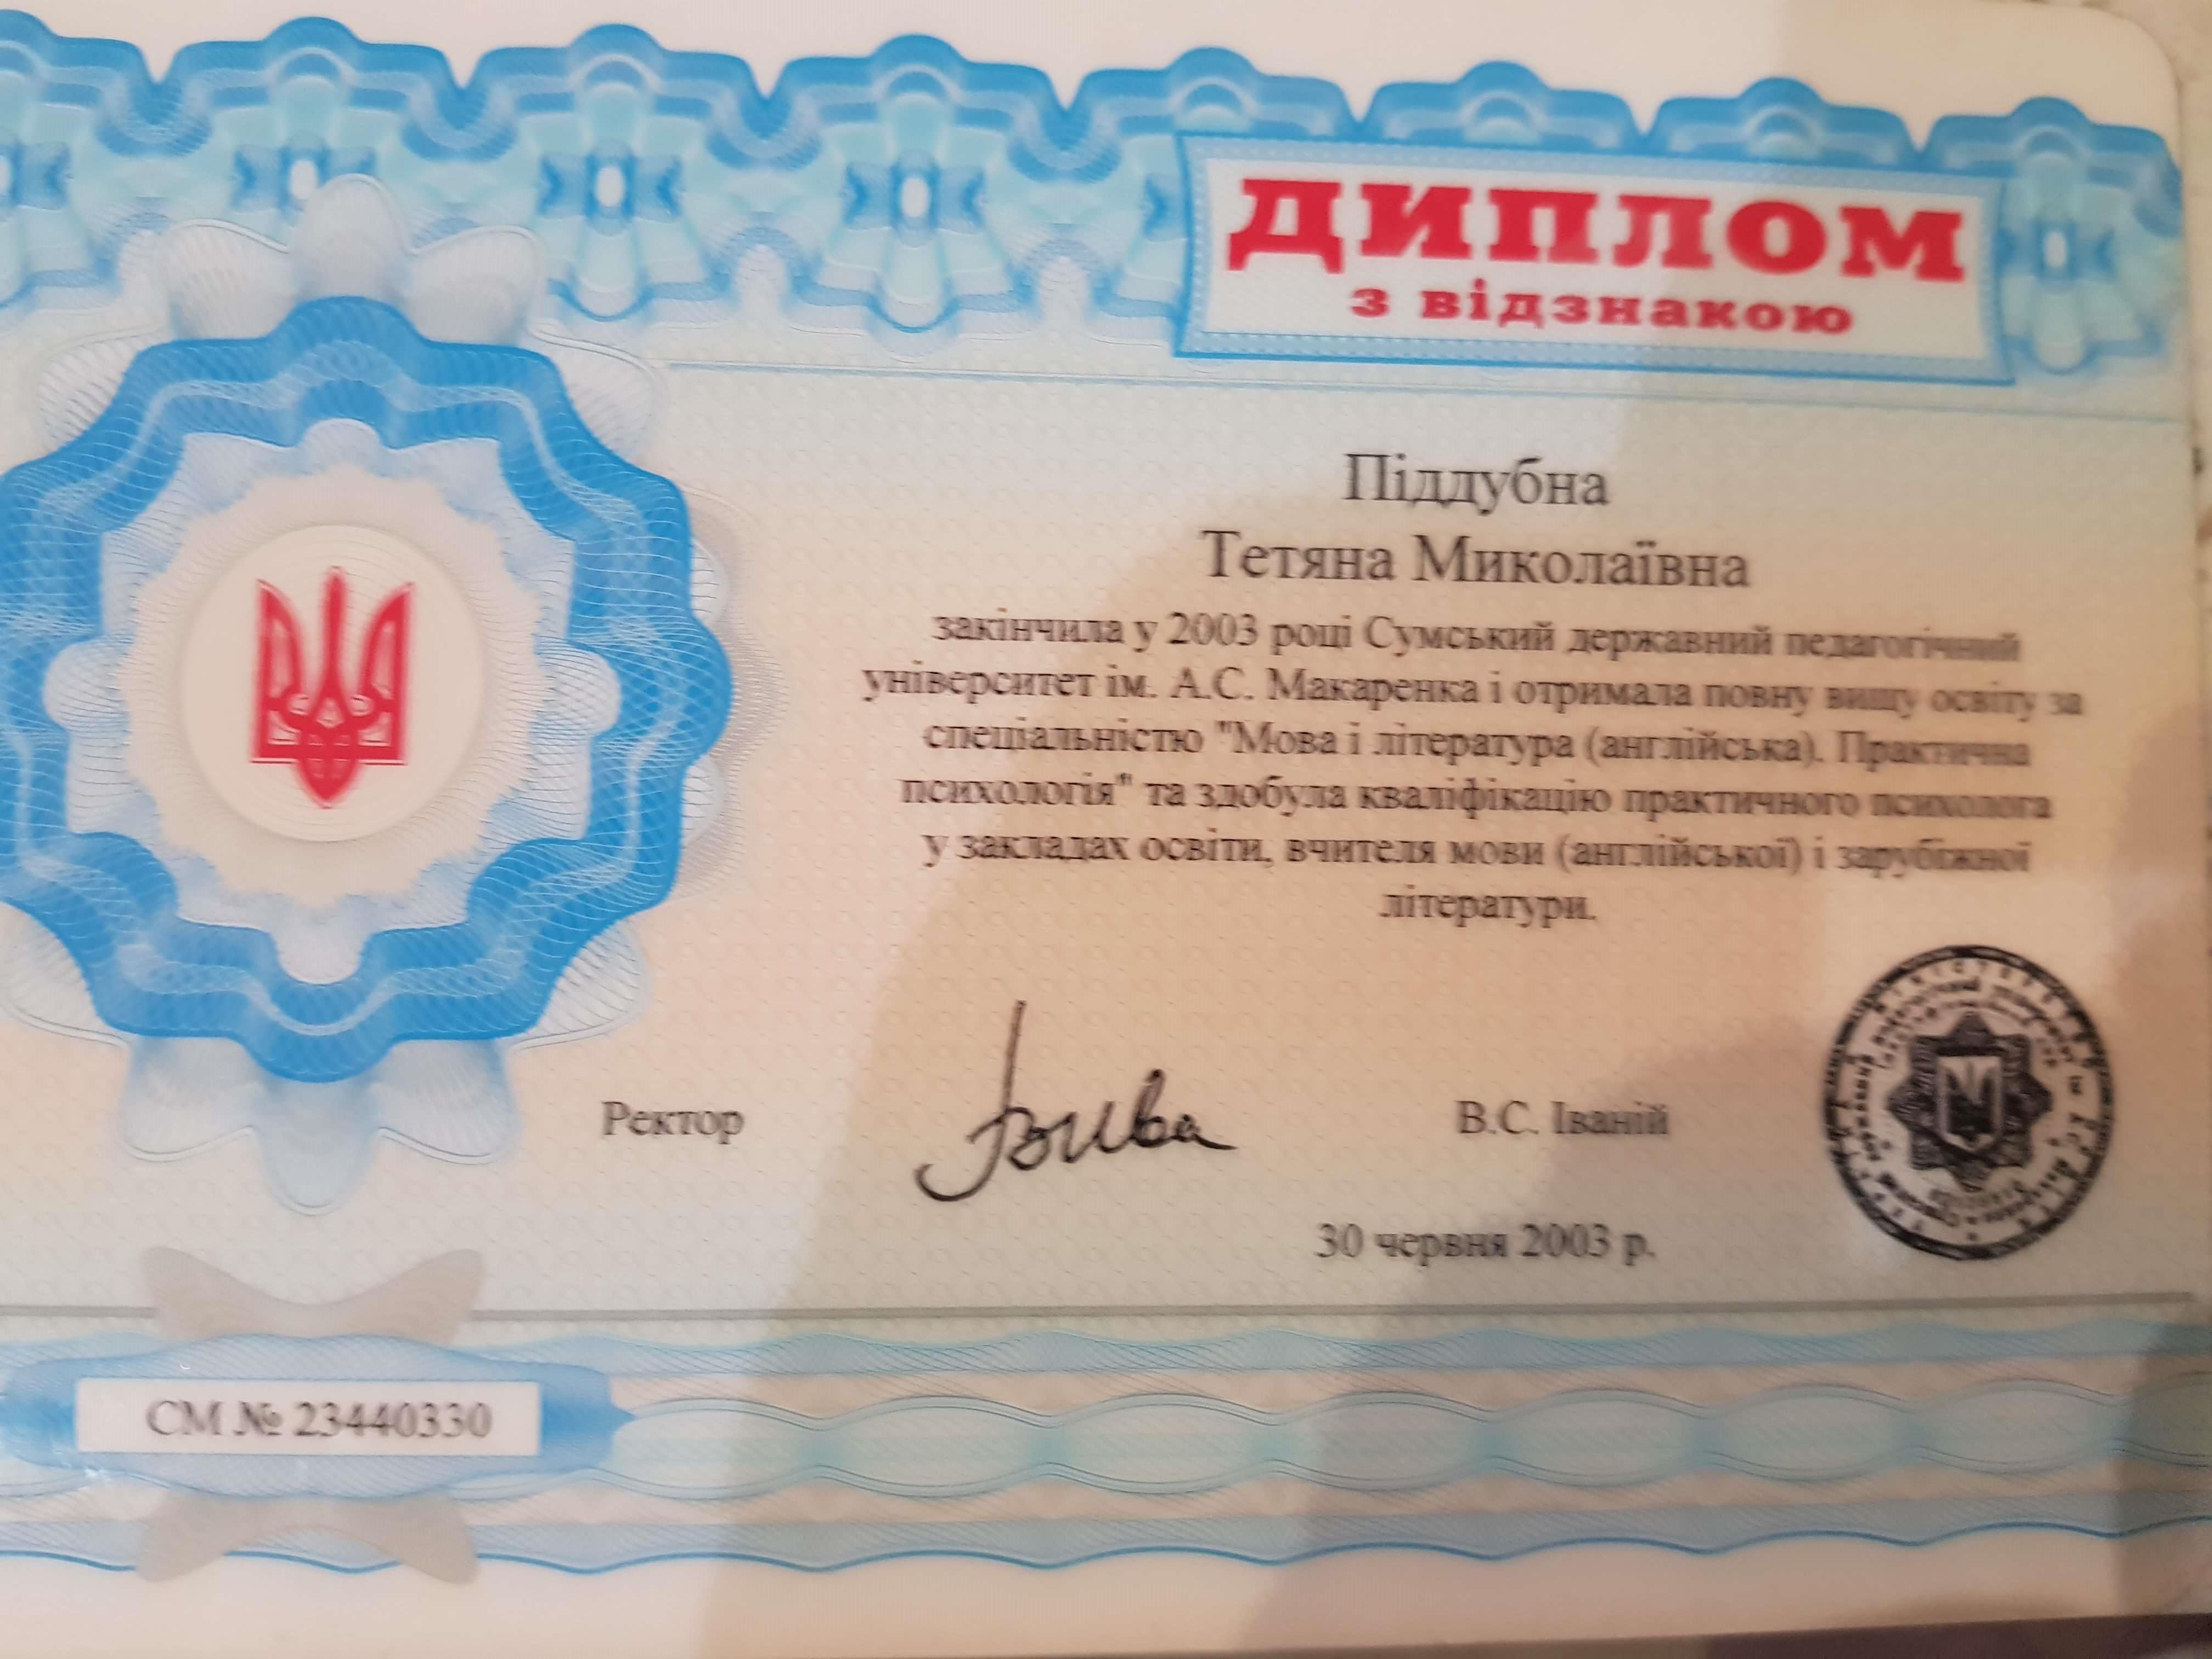 ДИПЛОМ
з відзнакою
Піддубна
Тетяна Миколаївна
закінчила у 2003 році Сумський державний педагогічний
університет ім. А.С. Макаренка і отримала повну вищу освіту за
спеціальністю "Мова і література (англійська). Практична
психологія" та здобула кваліфікацію практичного психолога
у закладах освіти, вчителя мови (англійської) і зарубіжної
літератури.
Ректор
В.С. Іваній
30 червня 2003 р.
СМ № 23440330